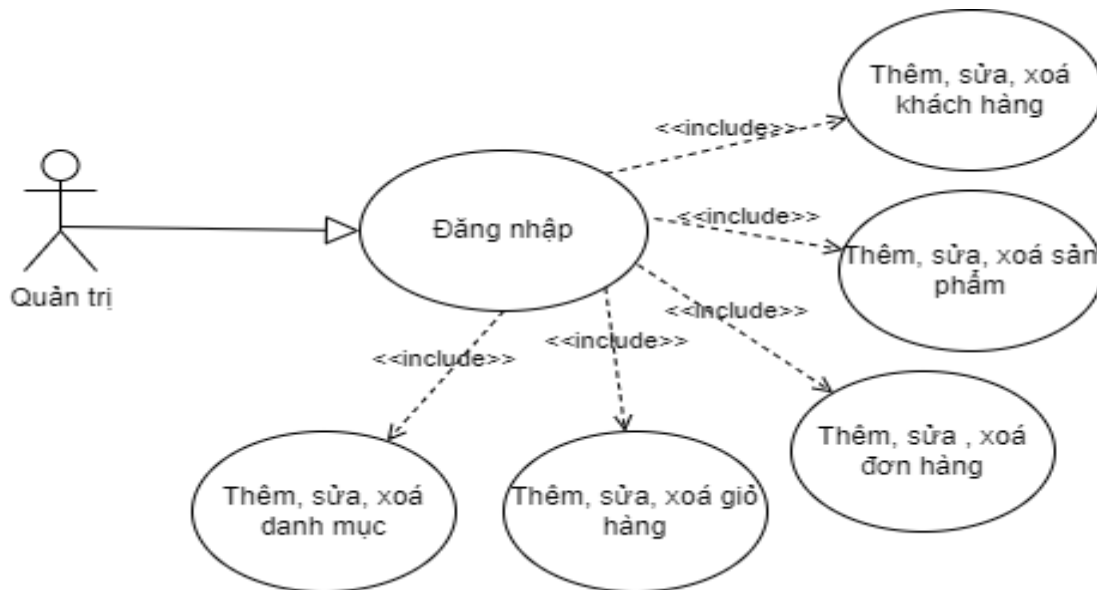 Thêm, sửa, xoá
khách hàng
<<include>>
Đăng nhập
<<include>>
Thêm, sửa, xoá sản
phẩm
Quản trị
<<include>>
<<include>>
<<include>>
Thêm, sửa , xoá
đơn hàng
Thêm, sửa, xoá
danh mục
Thêm, sửa, xoá giỏ
hàng